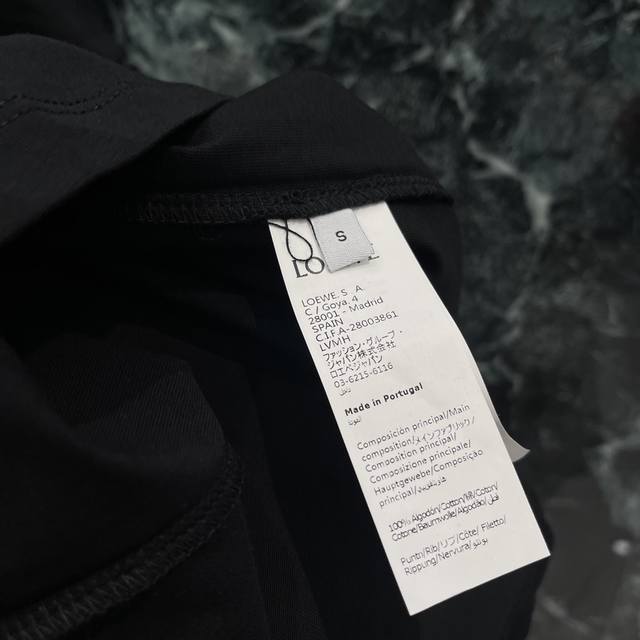 S
LOEWE S.A.
C / Goya, 4
28001 - Madrid
SPAIN
C.I.F.A-28003861
LVMH
ファッション・グループ・
ジャパン株式会社
ロエベジャパン
03-6215-6116
Made in Portugal
Composición principal/Main
composition/メインファブリック/
Composition principal/
Composizione principale/
Hauptgewebe/Composição
principal/
100% Algodón/Cotton/綿/Coton/
Cotone/Baumwolle/Algodão/
Punti/Rib/リブ/Côte/ Filetto/
Rippung/Nervura/